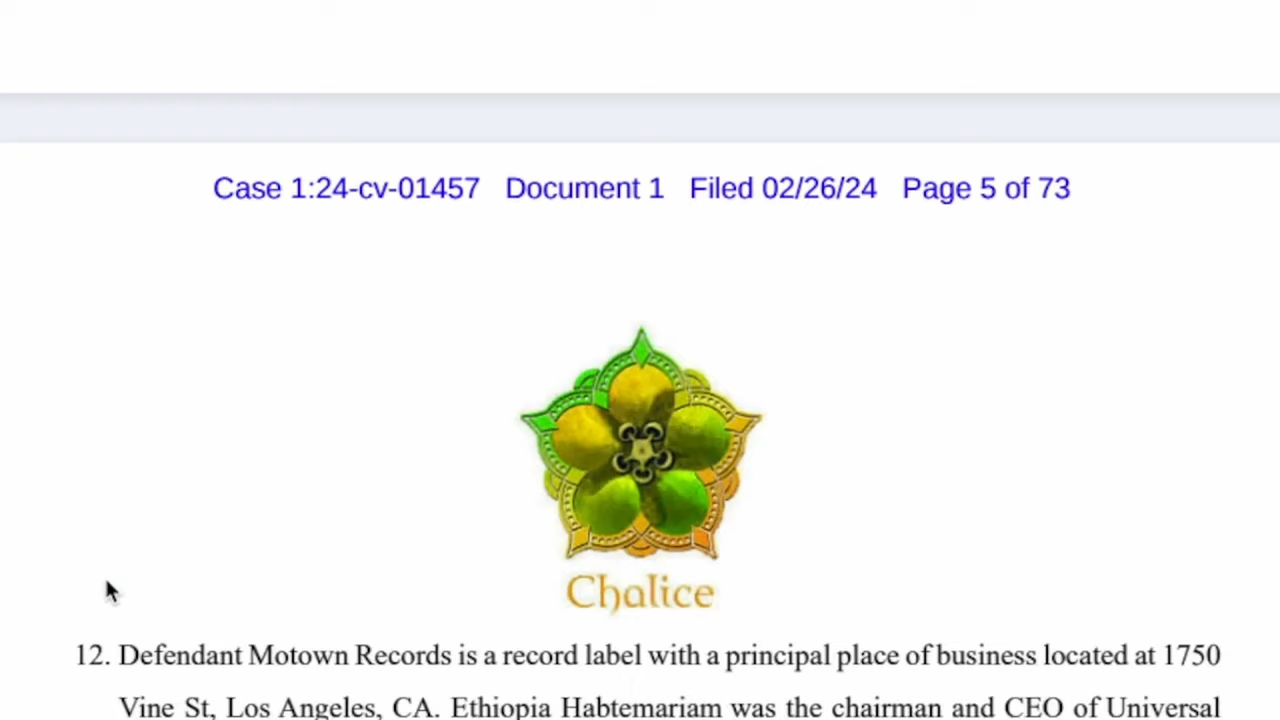 Case 1:24-cv-01457 Document 1 Filed 02/26/24 Page 5 of 73
Chalice
12. Defendant Motown Records is a record label with a principal place of business located at 1750
Vine St, Los Angeles, CA. Ethiopia Habtemariam was the chairman and CEO of Universal